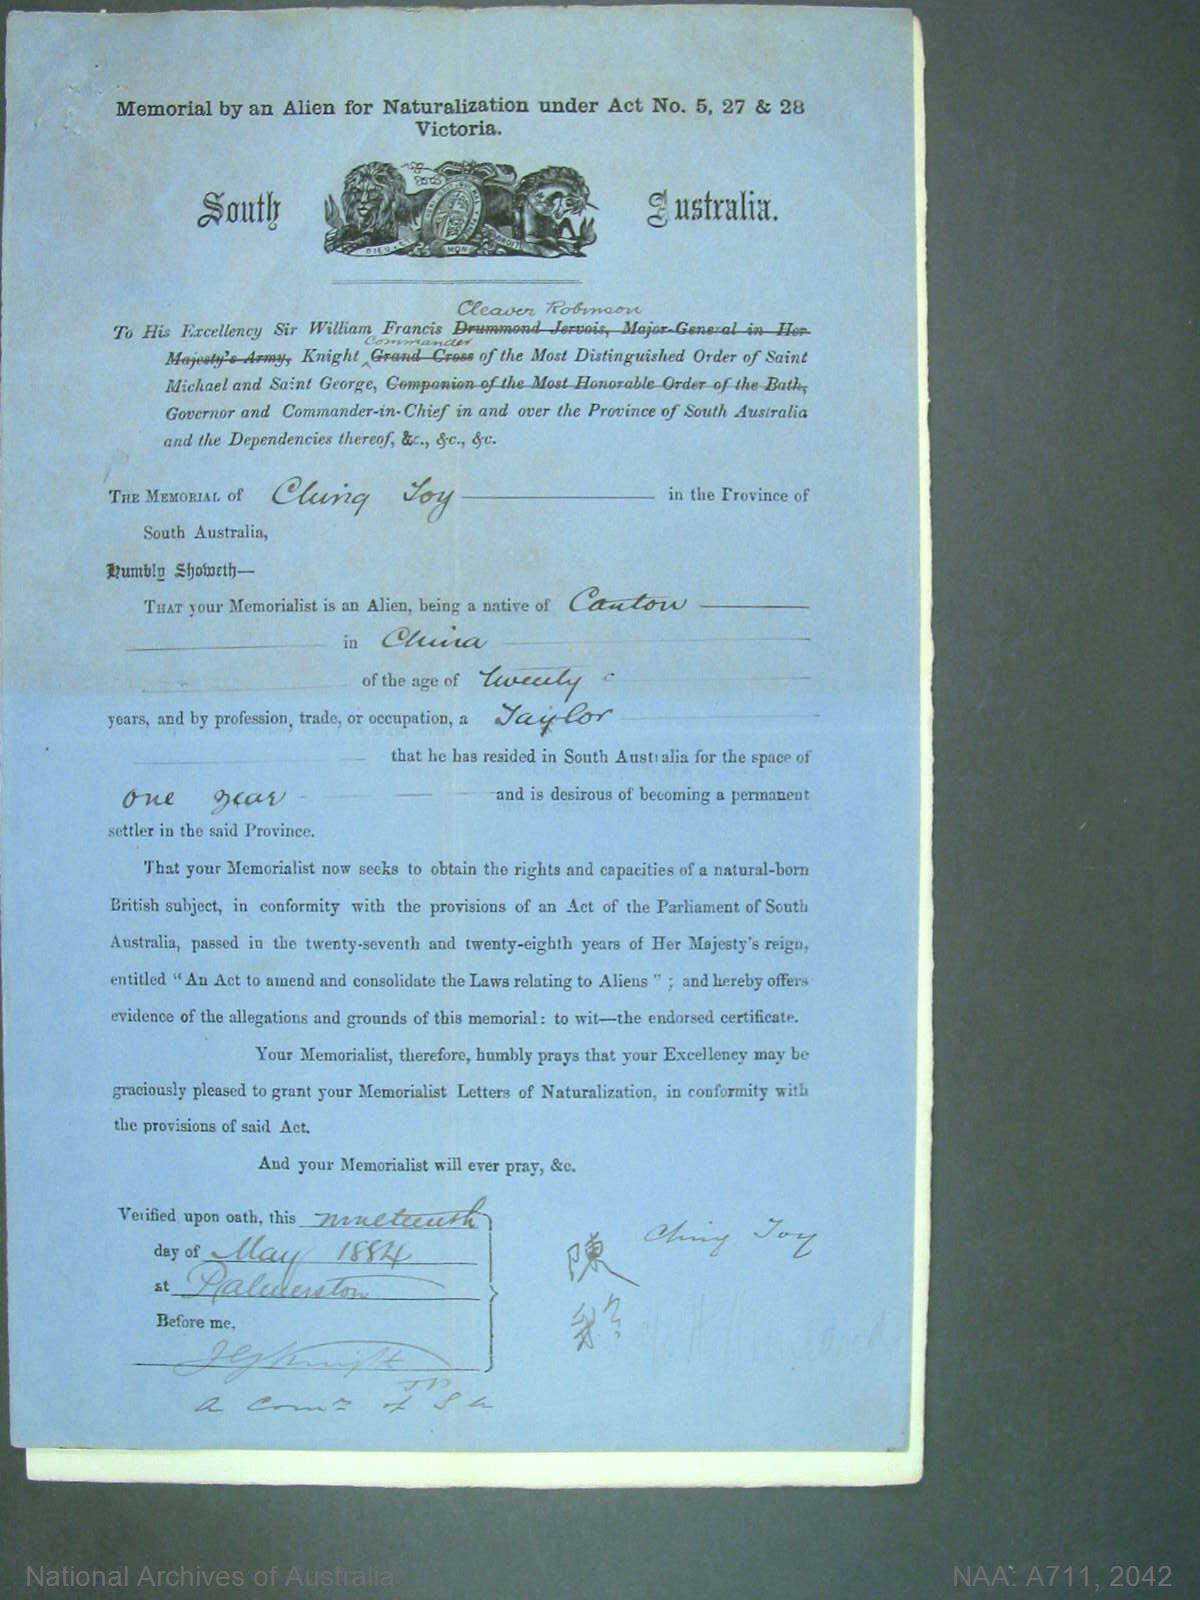 Memorial by an Alien for Naturalization under Act No. 5, 27 & 28
Victoria.
South Australia.
DIEU ET MON DROIT
Cleaver Robinson
To His Excellency Sir William Francis Drummond Jervois, Major-General in Her
Commander
Majesty's Army, Knight Grand Cross of the Most Distinguished Order of Saint
Michael and Saint George, Companion of the Most Honorable Order of the Bath,
Governor and Commander-in-Chief in and over the Province of South Australia
and the Dependencies thereof, &c., &c., &c.
THE MEMORIAL of Ching Toy in the Province of
South Australia,
Humbly Showeth—
THAT your Memorialist is an Alien, being a native of Canton
in China
of the age of twenty
years, and by profession, trade, or occupation, a Taylor
that he has resided in South Australia for the space of
one year and is desirous of becoming a permanent
settler in the said Province.
That your Memorialist now seeks to obtain the rights and capacities of a natural-born
British subject, in conformity with the provisions of an Act of the Parliament of South
Australia, passed in the twenty-seventh and twenty-eighth years of Her Majesty's reign,
entitled "An Act to amend and consolidate the Laws relating to Aliens"; and hereby offers
evidence of the allegations and grounds of this memorial: to wit—the endorsed certificate.
Your Memorialist, therefore, humbly prays that your Excellency may be
graciously pleased to grant your Memorialist Letters of Naturalization, in conformity with
the provisions of said Act.
And your Memorialist will ever pray, &c.
Verified upon oath, this nineteenth
day of May 1884
at Palmerston
Before me,
J G Knight
JP
A Comr of S A
Ching Toy
陳
National Archives of Australia
NAA: A711, 2042